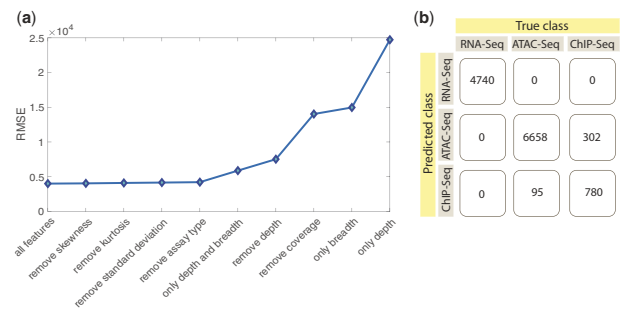 (a)
×10⁴
2.5
2
1.5
1
0.5
0
RMSE
all features
remove skewness
remove kurtosis
remove standard deviation
remove assay type
only depth and breadth
remove depth
remove coverage
only breadth
only depth
(b)
True class
RNA-Seq ATAC-Seq ChIP-Seq
Predicted class
RNA-Seq
4740 0 0
ATAC-Seq
0 6658 302
ChIP-Seq
0 95 780